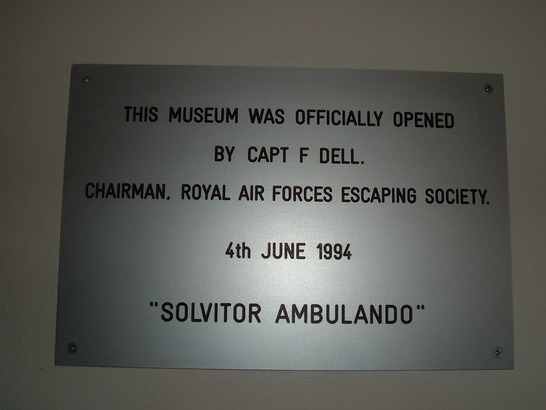 THIS MUSEUM WAS OFFICIALLY OPENED
BY CAPT F DELL.
CHAIRMAN. ROYAL AIR FORCES ESCAPING SOCIETY.
4th JUNE 1994
"SOLVITOR AMBULANDO"